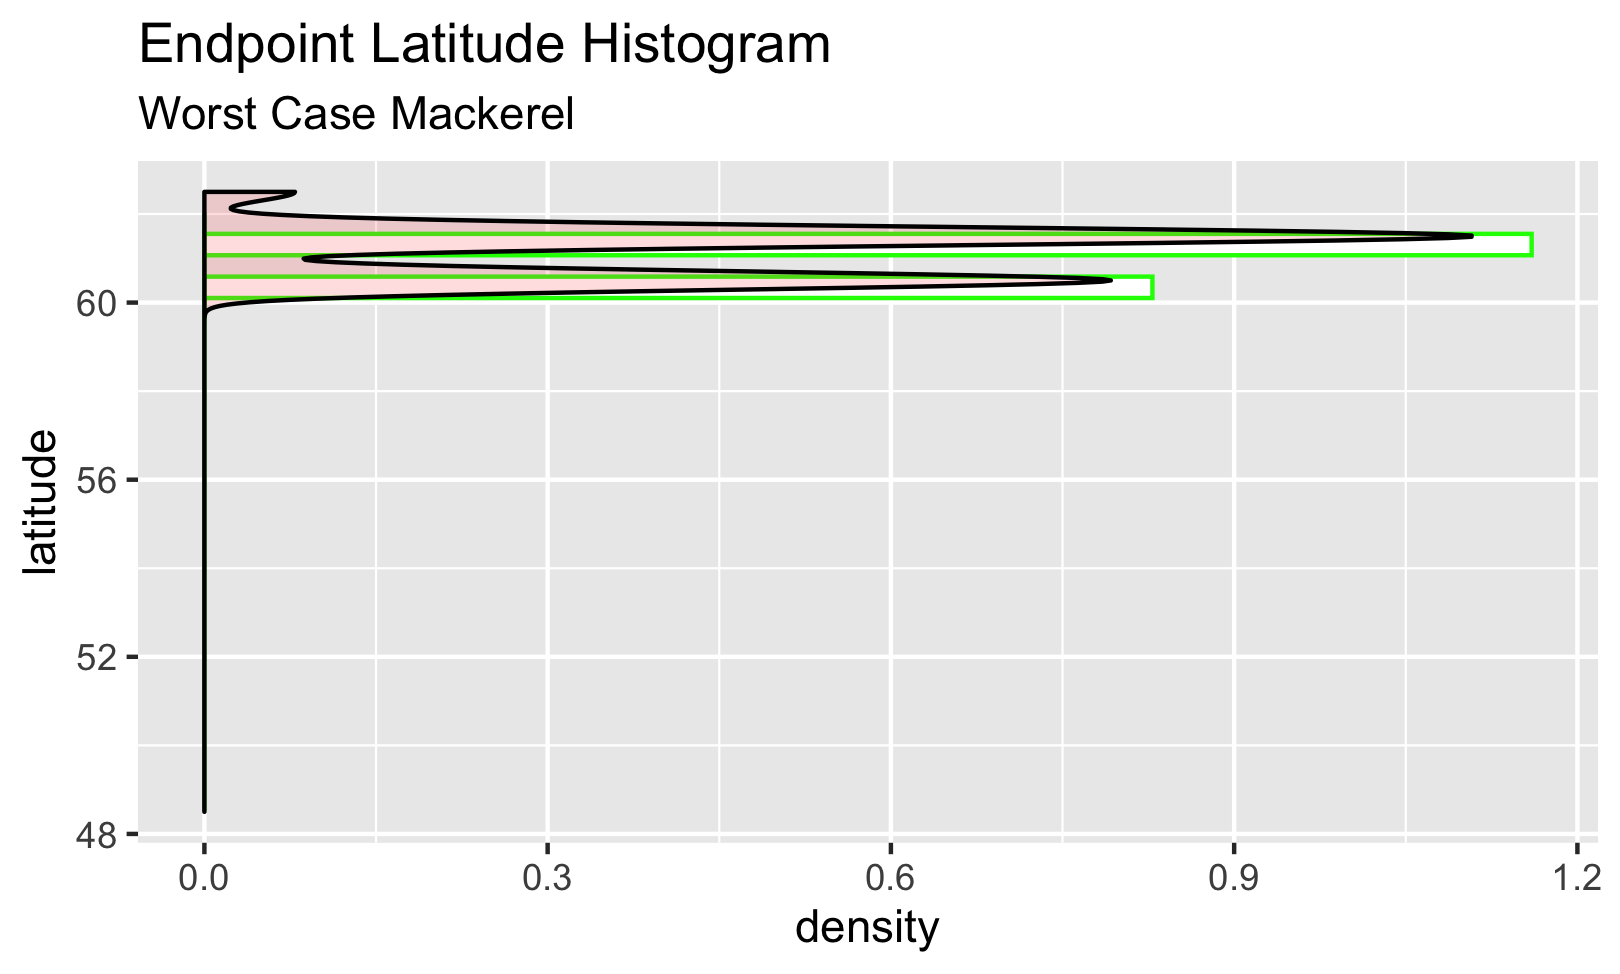 Endpoint Latitude Histogram
Worst Case Mackerel
latitude
60
56
52
48
0.0 0.3 0.6 0.9 1.2
density